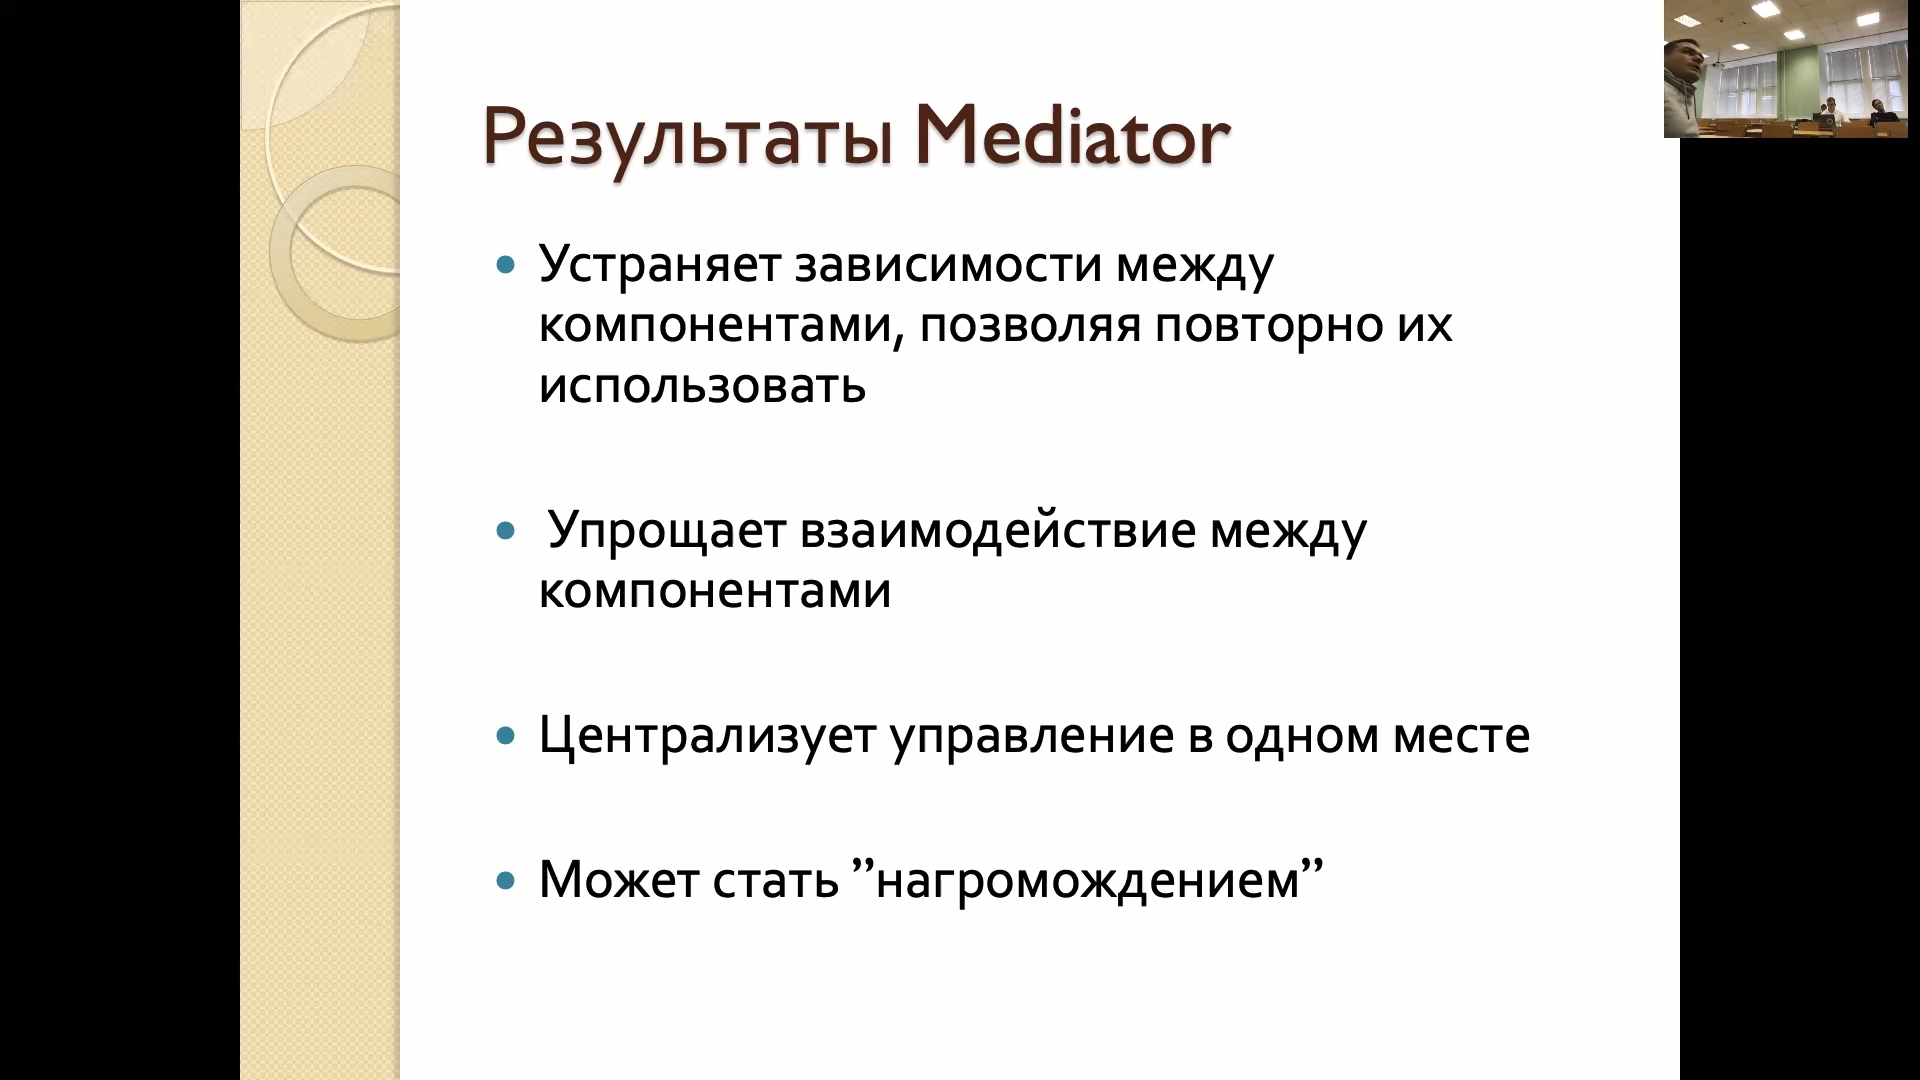 Результаты Mediator
• Устраняет зависимости между
компонентами, позволяя повторно их
использовать
• Упрощает взаимодействие между
компонентами
• Централизует управление в одном месте
• Может стать ”нагромождением”